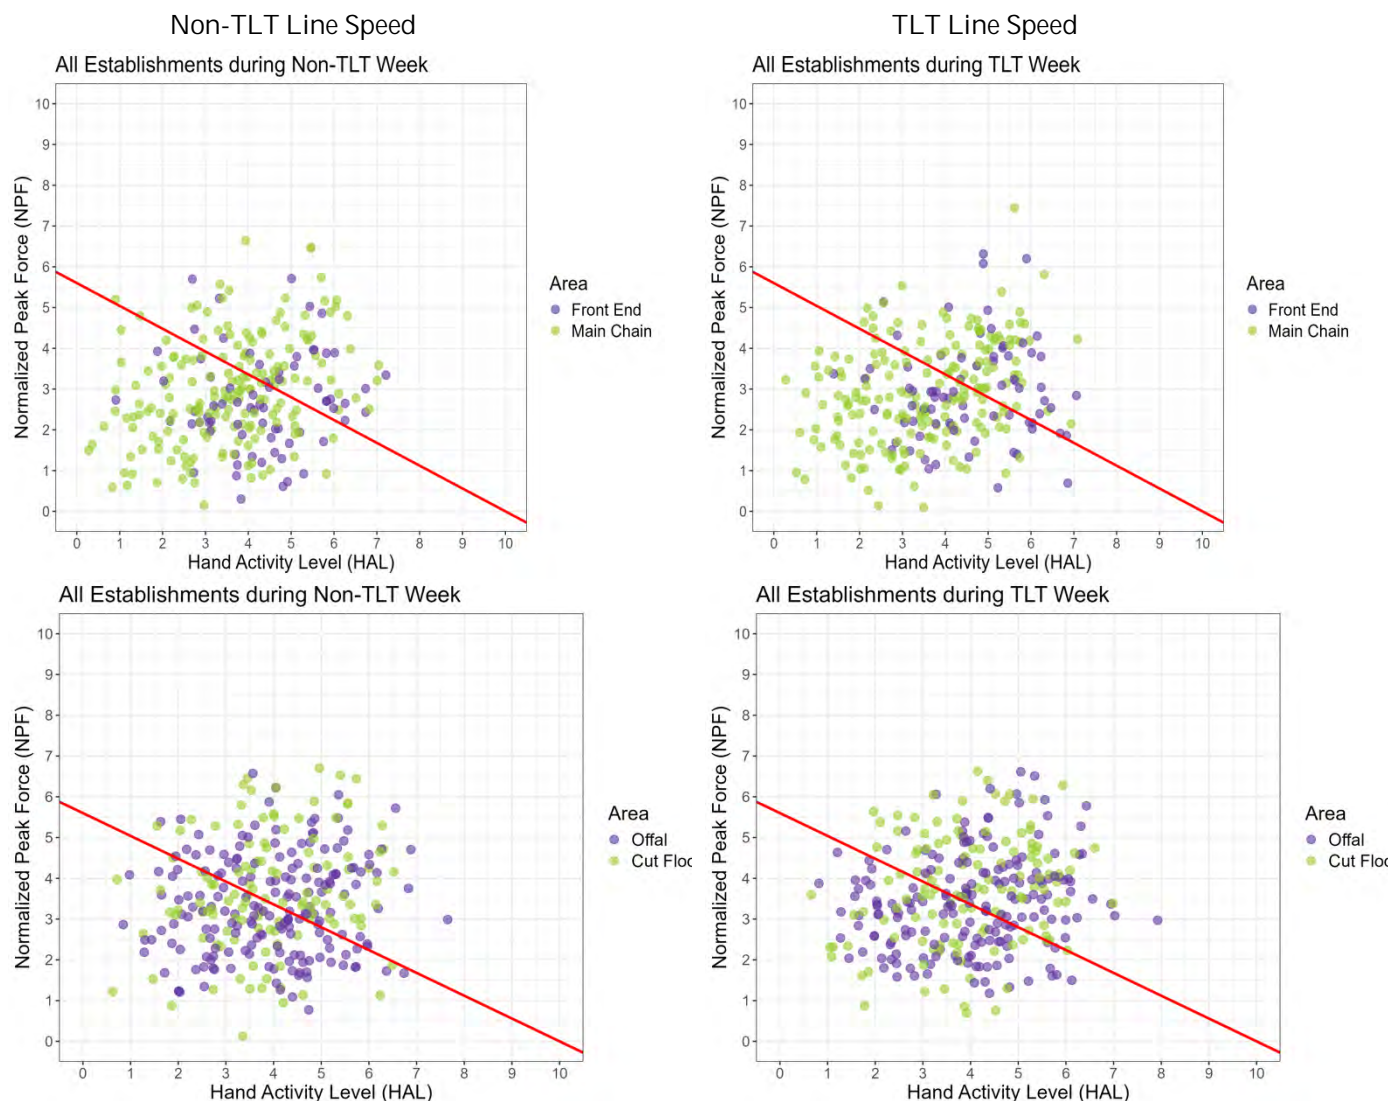 Non-TLT Line Speed
TLT Line Speed
All Establishments during Non-TLT Week
10
9
8
7
6
5
4
3
2
1
0
Normalized Peak Force (NPF)
0 1 2 3 4 5 6 7 8 9 10
Hand Activity Level (HAL)
Area
Front End
Main Chain
All Establishments during TLT Week
10
9
8
7
6
5
4
3
2
1
0
Normalized Peak Force (NPF)
0 1 2 3 4 5 6 7 8 9 10
Hand Activity Level (HAL)
Area
Front End
Main Chain
All Establishments during Non-TLT Week
10
9
8
7
6
5
4
3
2
1
0
Normalized Peak Force (NPF)
0 1 2 3 4 5 6 7 8 9 10
Hand Activity Level (HAL)
Area
Offal
Cut Floo
All Establishments during TLT Week
10
9
8
7
6
5
4
3
2
1
0
Normalized Peak Force (NPF)
0 1 2 3 4 5 6 7 8 9 10
Hand Activity Level (HAL)
Area
Offal
Cut Floo